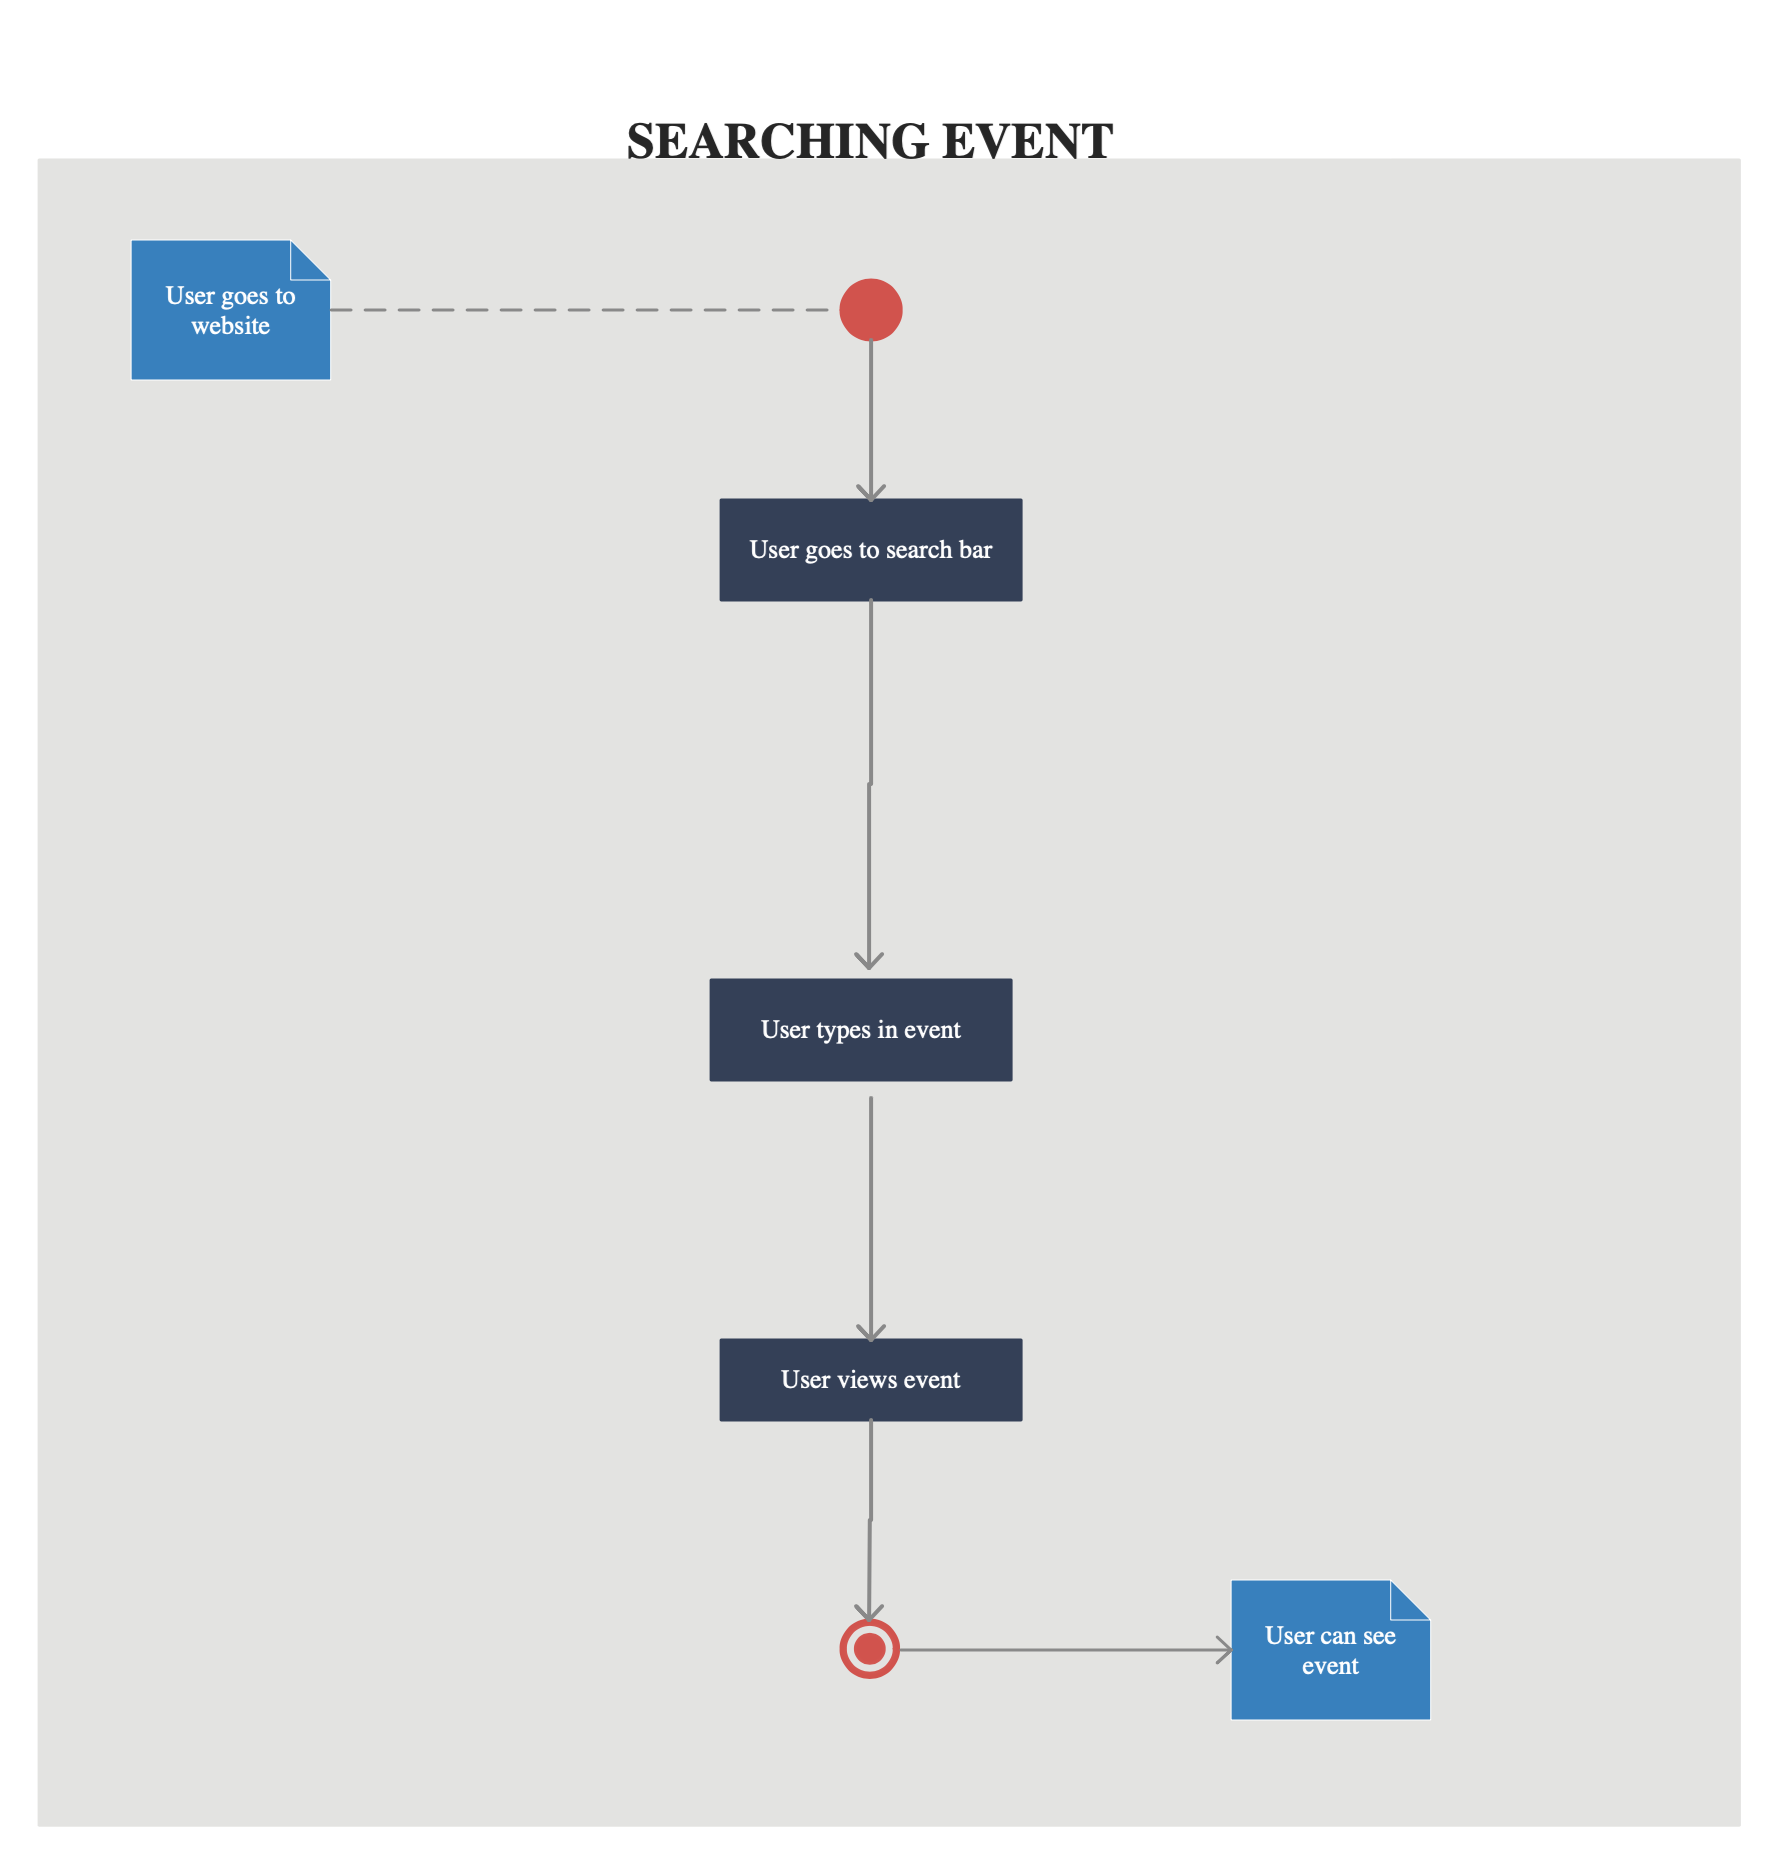 SEARCHING EVENT
User goes to
website
User goes to search bar
User types in event
User views event
User can see
event